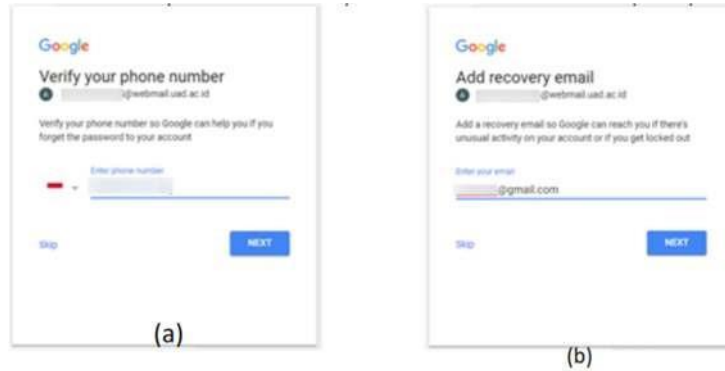 Google
Verify your phone number
@webmail.uad.ac.id
Verify your phone number so Google can help you if you
forget the password to your account
Enter phone number
Skip
NEXT
(a)
Google
Add recovery email
@webmail.uad.ac.id
Add a recovery email so Google can reach you if there's
unusual activity on your account or if you get locked out
Enter your email
@gmail.com
Skip
NEXT
(b)